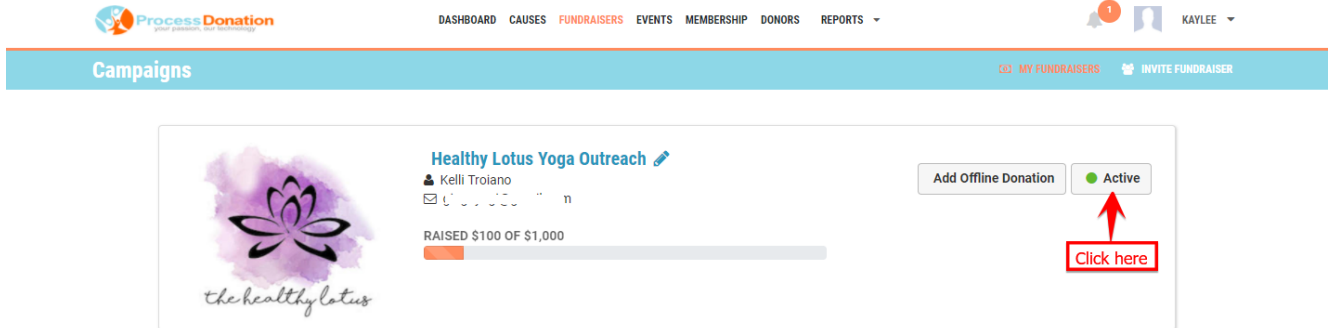 ProcessDonation
your passion, our technology
DASHBOARD CAUSES FUNDRAISERS EVENTS MEMBERSHIP DONORS REPORTS
1
KAYLEE
Campaigns
MY FUNDRAISERS
INVITE FUNDRAISER
Healthy Lotus Yoga Outreach
Kelli Troiano
RAISED $100 OF $1,000
Add Offline Donation
Active
Click here
the healthy lotus